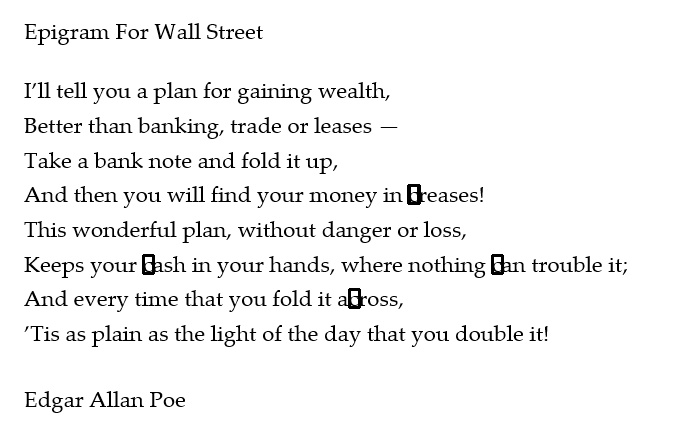 Epigram For Wall Street
I’ll tell you a plan for gaining wealth,
Better than banking, trade or leases —
Take a bank note and fold it up,
And then you will find your money in creases!
This wonderful plan, without danger or loss,
Keeps your cash in your hands, where nothing can trouble it;
And every time that you fold it across,
’Tis as plain as the light of the day that you double it!
Edgar Allan Poe